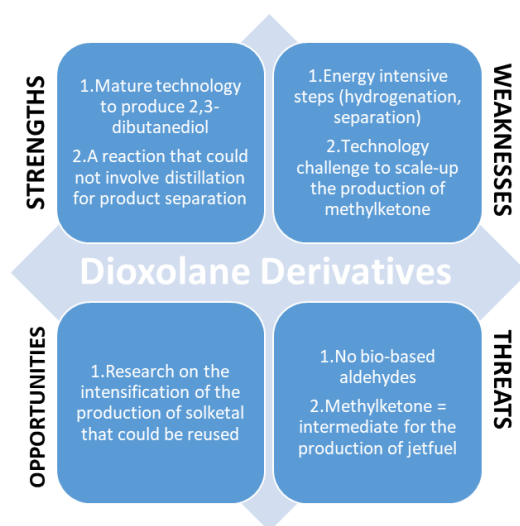 STRENGTHS
1.Mature technology
to produce 2,3-
dibutanediol
2.A reaction that could
not involve distillation
for product separation
WEAKNESSES
1.Energy intensive
steps (hydrogenation,
separation)
2.Technology
challenge to scale-up
the production of
methylketone
Dioxolane Derivatives
OPPORTUNITIES
1.Research on the
intensification of the
production of solketal
that could be reused
THREATS
1.No bio-based
aldehydes
2.Methylketone =
intermediate for the
production of jetfuel